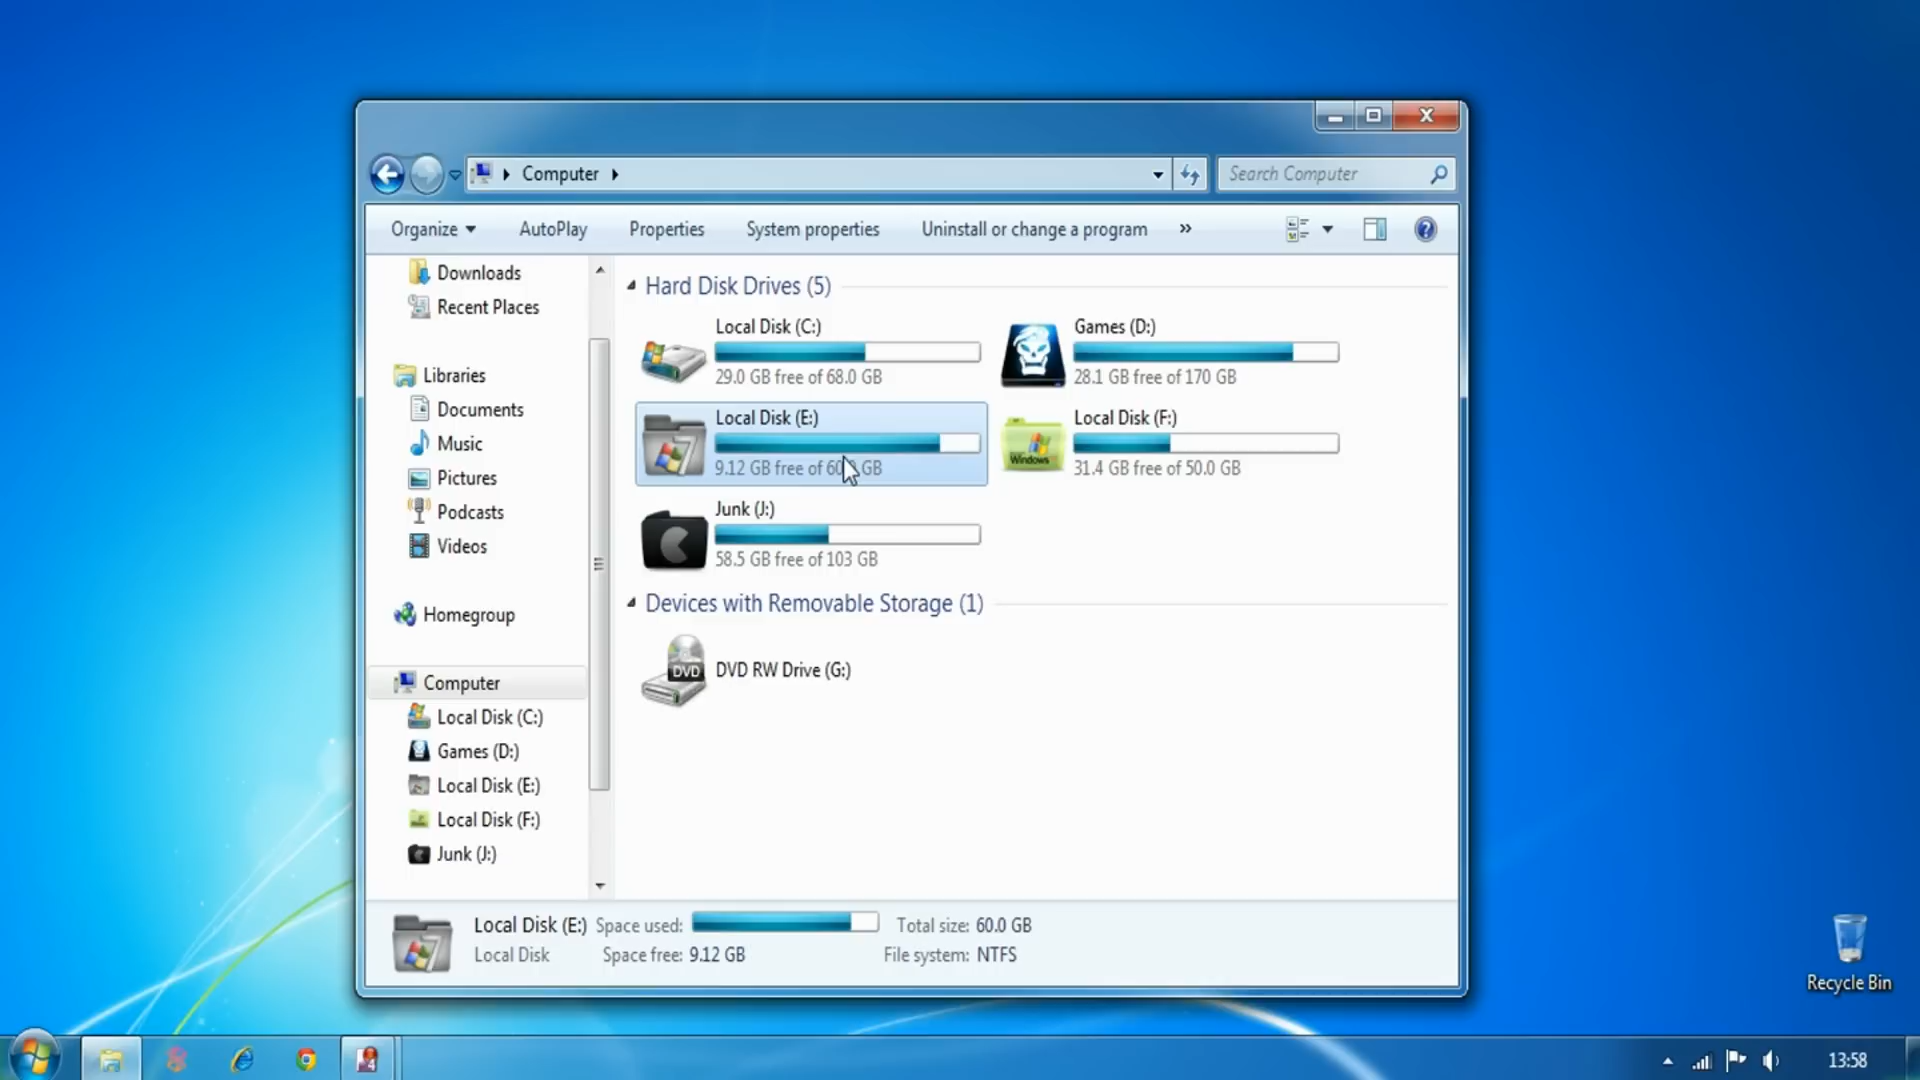 Computer
Search Computer
Organize
AutoPlay
Properties
System properties
Uninstall or change a program
»
Downloads
Recent Places
Libraries
Documents
Music
Pictures
Podcasts
Videos
Homegroup
Computer
Local Disk (C:)
Games (D:)
Local Disk (E:)
Local Disk (F:)
Junk (J:)
Hard Disk Drives (5)
Local Disk (C:)
29.0 GB free of 68.0 GB
Games (D:)
28.1 GB free of 170 GB
Local Disk (E:)
9.12 GB free of 60.0 GB
Local Disk (F:)
31.4 GB free of 50.0 GB
Windows
Junk (J:)
58.5 GB free of 103 GB
Devices with Removable Storage (1)
DVD
DVD RW Drive (G:)
Local Disk (E:) Space used: Total size: 60.0 GB
Local Disk Space free: 9.12 GB File system: NTFS
Recycle Bin
13:58